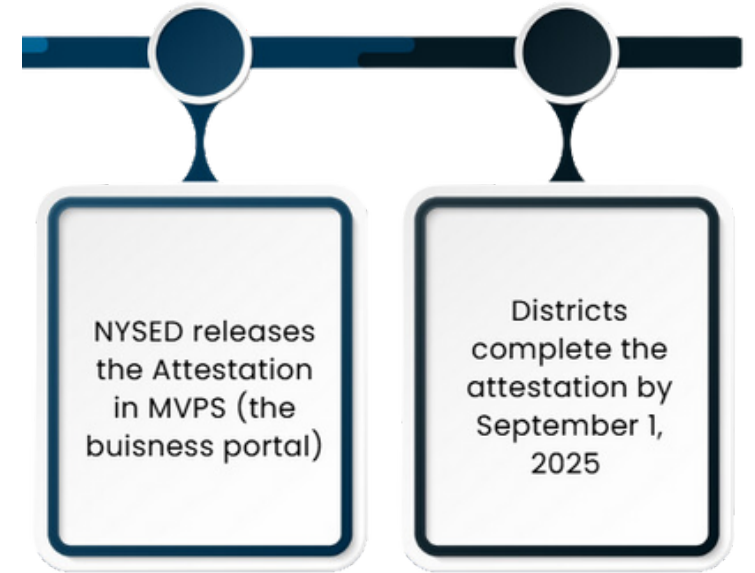 NYSED releases
the Attestation
in MVPS (the
buisness portal)
Districts
complete the
attestation by
September 1,
2025